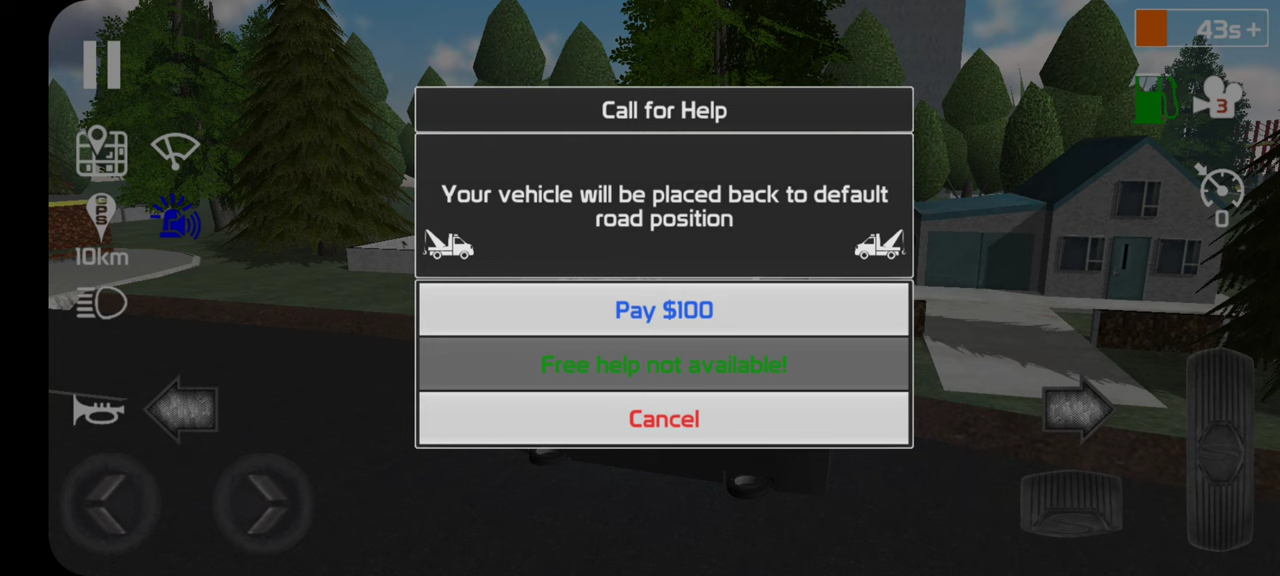 43s+
Call for Help
3
Your vehicle will be placed back to default
road position
GPS
0
10km
Pay $100
Free help not available!
Cancel